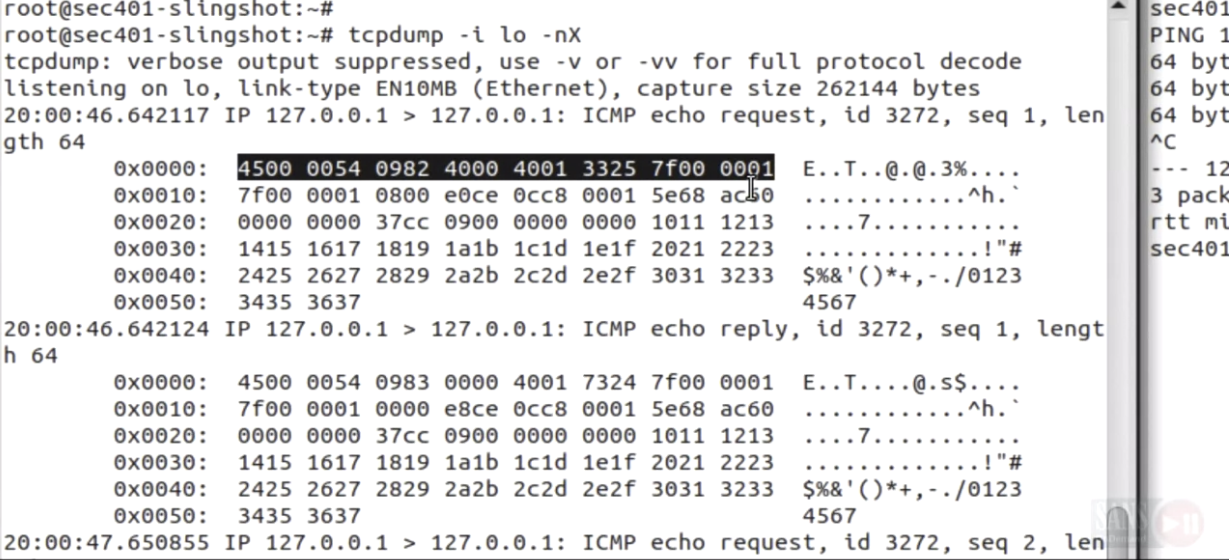 root@sec401-slingshot:~#
root@sec401-slingshot:~# tcpdump -i lo -nX
tcpdump: verbose output suppressed, use -v or -vv for full protocol decode
listening on lo, link-type EN10MB (Ethernet), capture size 262144 bytes
20:00:46.642117 IP 127.0.0.1 > 127.0.0.1: ICMP echo request, id 3272, seq 1, len
gth 64
0x0000: 4500 0054 0982 4000 4001 3325 7f00 0001 E..T..@.@.3%....
0x0010: 7f00 0001 0800 e0ce 0cc8 0001 5e68 ac60 ............^h.`
0x0020: 0000 0000 37cc 0900 0000 0000 1011 1213 ....7...........
0x0030: 1415 1617 1819 1a1b 1c1d 1e1f 2021 2223 .............!"#
0x0040: 2425 2627 2829 2a2b 2c2d 2e2f 3031 3233 $%&'()*+,-./0123
0x0050: 3435 3637 4567
20:00:46.642124 IP 127.0.0.1 > 127.0.0.1: ICMP echo reply, id 3272, seq 1, lengt
h 64
0x0000: 4500 0054 0983 0000 4001 7324 7f00 0001 E..T....@.s$....
0x0010: 7f00 0001 0000 e8ce 0cc8 0001 5e68 ac60 ............^h.`
0x0020: 0000 0000 37cc 0900 0000 0000 1011 1213 ....7...........
0x0030: 1415 1617 1819 1a1b 1c1d 1e1f 2021 2223 .............!"#
0x0040: 2425 2627 2829 2a2b 2c2d 2e2f 3031 3233 $%&'()*+,-./0123
0x0050: 3435 3637 4567
20:00:47.650855 IP 127.0.0.1 > 127.0.0.1: ICMP echo request, id 3272, seq 2, len
sec401
PING 1
64 byt
64 byt
64 byt
^C
--- 12
3 pack
rtt mi
sec401
SANS